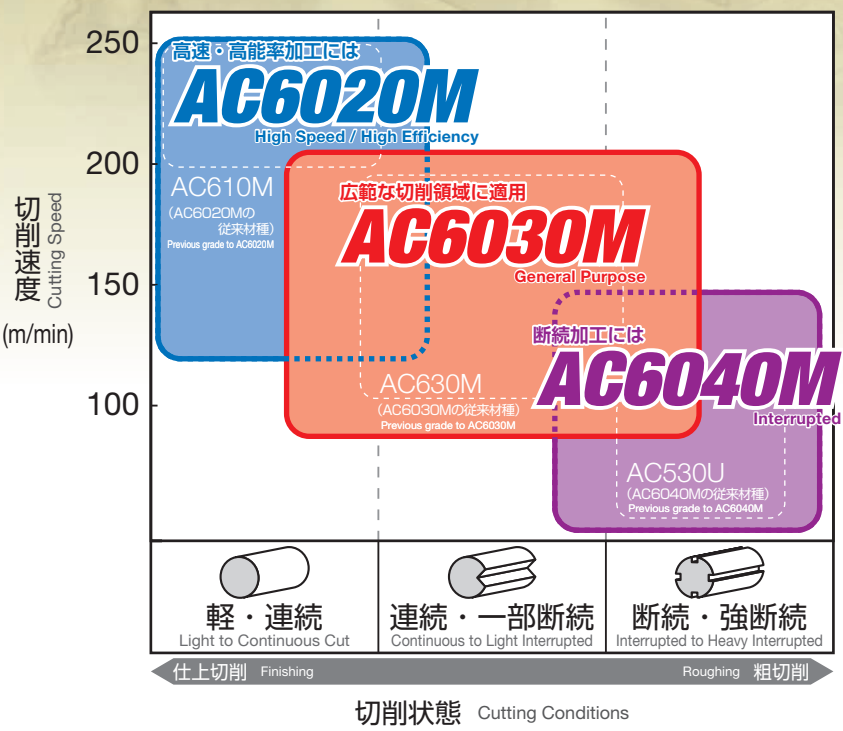 250
高速・高能率加工には
AC6020M
High Speed / High Efficiency
200
AC610M
(AC6020Mの
従来材種)
Previous grade to AC6020M
広範な切削領域に適用
AC6030M
General Purpose
切削速度
Cutting Speed
(m/min)
150
断続加工には
AC6040M
Interrupted
100
AC630M
(AC6030Mの従来材種)
Previous grade to AC6030M
AC530U
(AC6040Mの従来材種)
Previous grade to AC6040M
軽・連続
Light to Continuous Cut
連続・一部断続
Continuous to Light Interrupted
断続・強断続
Interrupted to Heavy Interrupted
仕上切削 Finishing
Roughing 粗切削
切削状態 Cutting Conditions